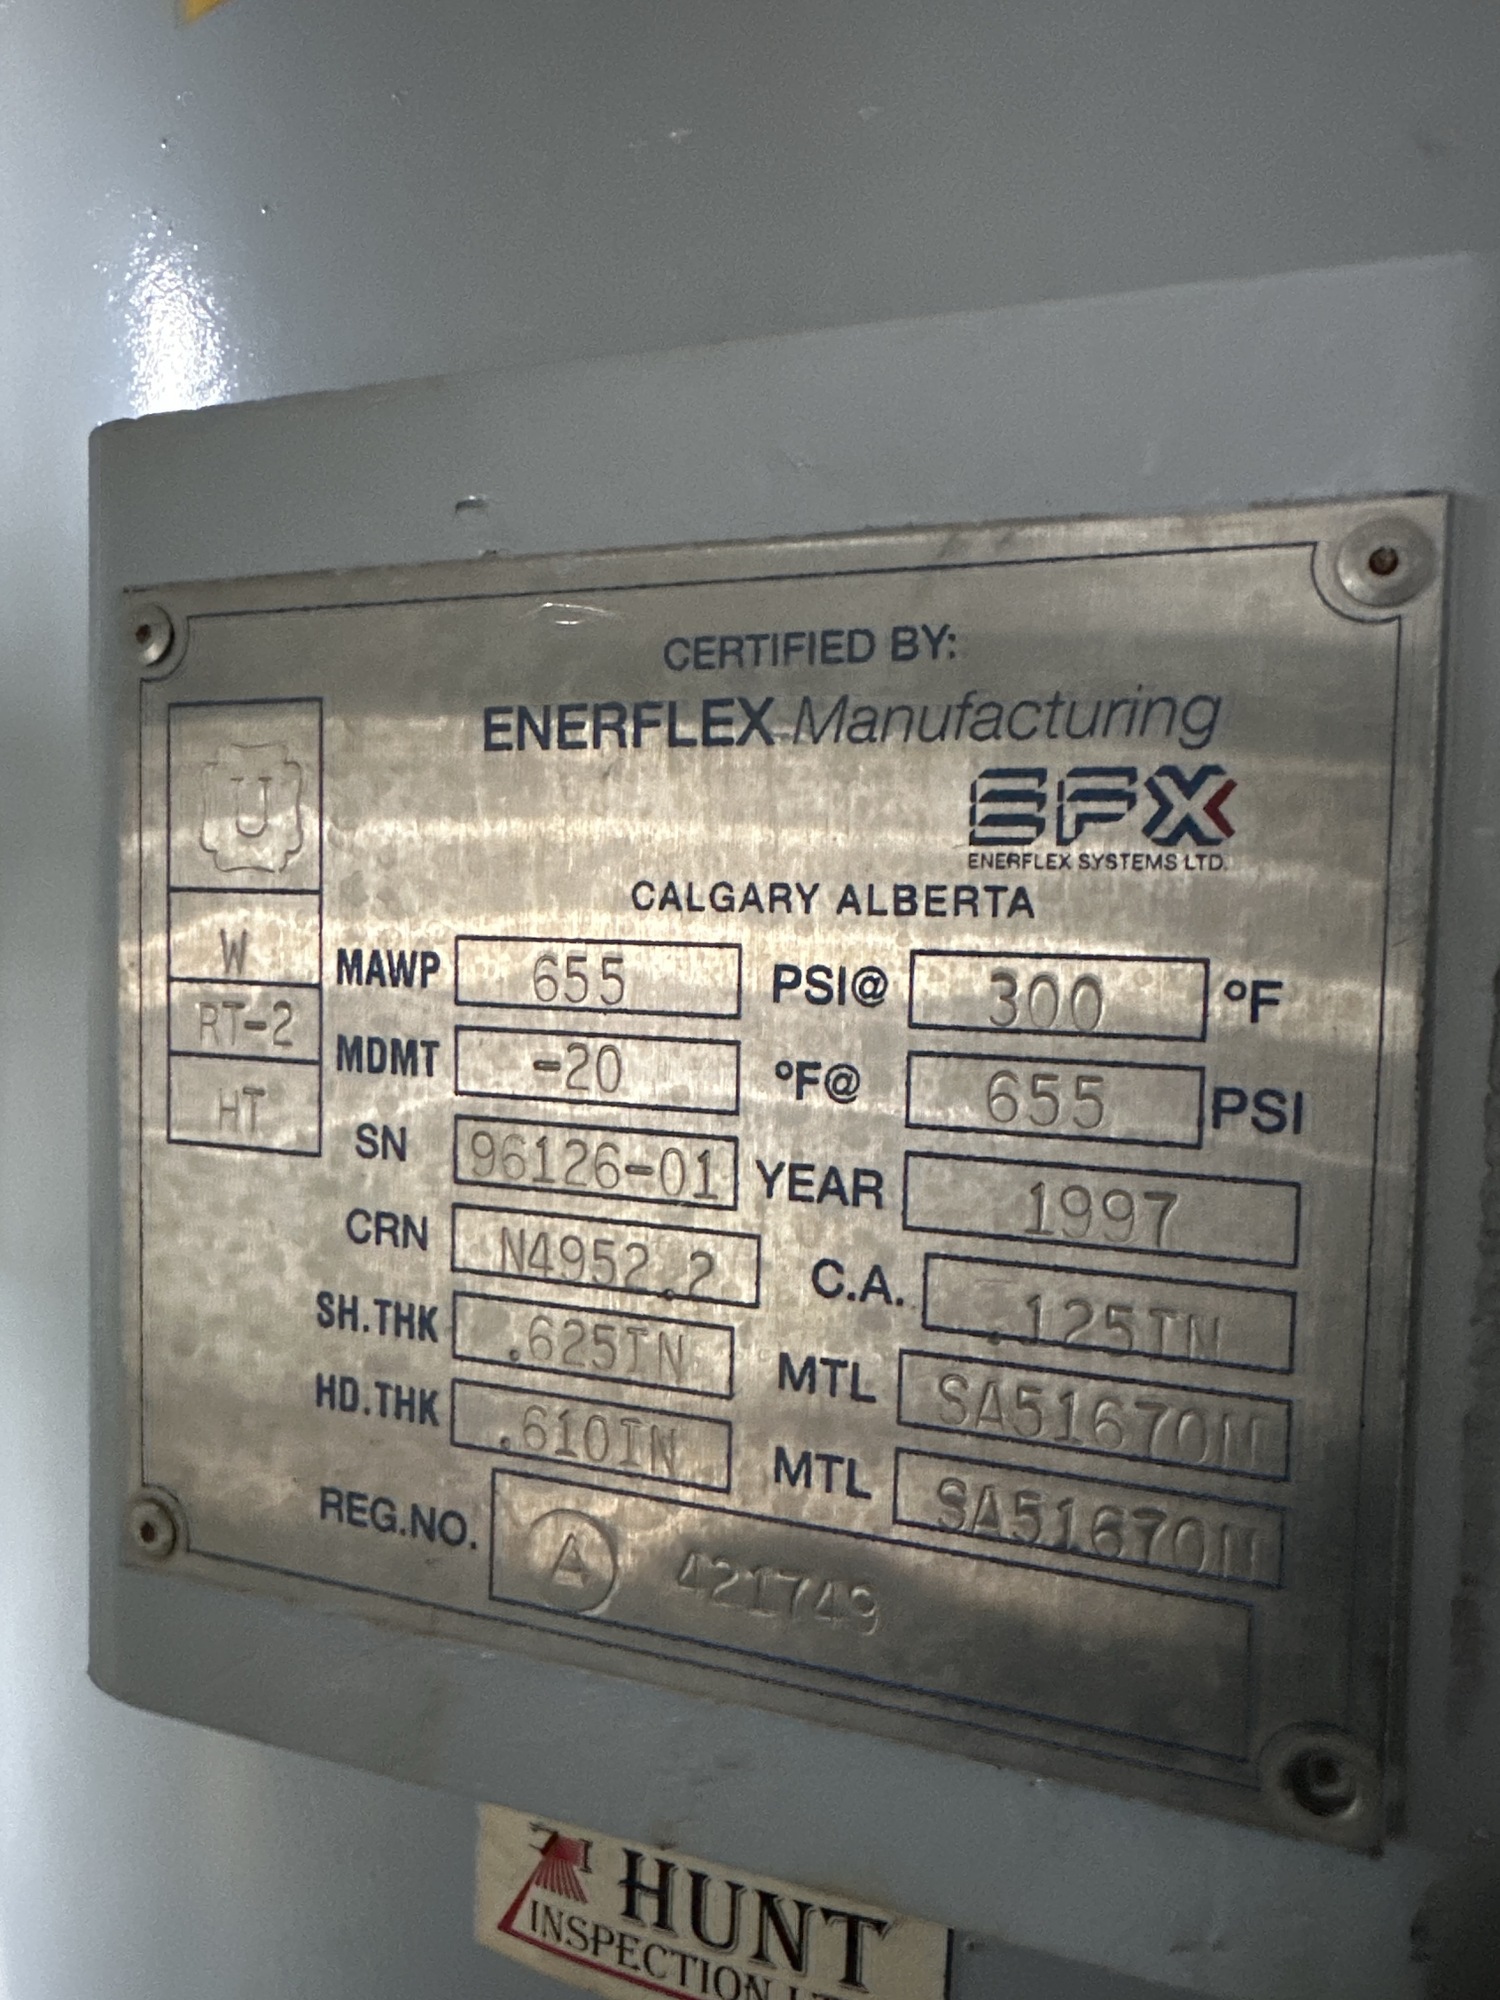 CERTIFIED BY:
ENERFLEX Manufacturing
EFX
ENERFLEX SYSTEMS LTD.
CALGARY ALBERTA
U
W
RT-2
HT
MAWP 655 PSI@ 300 °F
MDMT -20 °F@ 655 PSI
SN 96126-01 YEAR 1997
CRN N4952.2 C.A. .125IN
SH.THK .625IN MTL SA51670N
HD.THK .610IN MTL SA51670N
REG.NO. A 421749
HUNT
INSPECTION